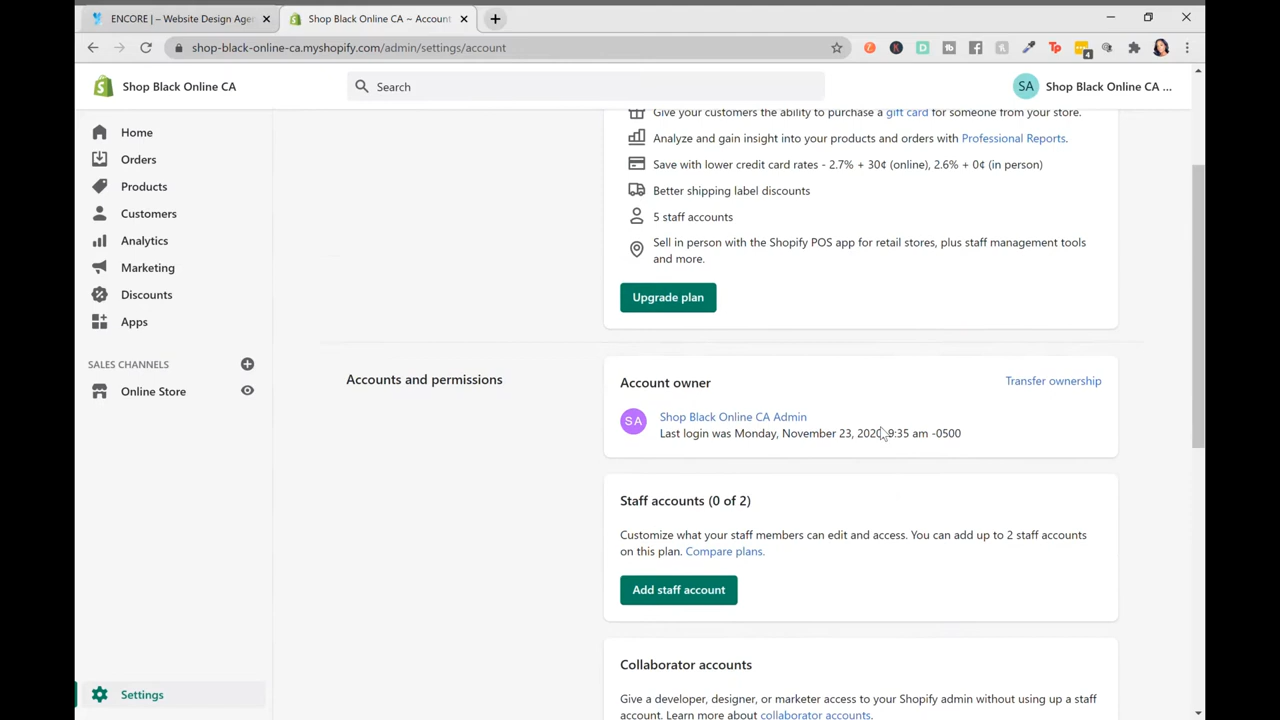 ENCORE | – Website Design Age
Shop Black Online CA ~ Account
shop-black-online-ca.myshopify.com/admin/settings/account
Tp
4
Shop Black Online CA
Search
SA
Shop Black Online CA ...
Home
Orders
Products
Customers
Analytics
Marketing
Discounts
Apps
SALES CHANNELS
Online Store
Settings
Give your customers the ability to purchase a gift card for someone from your store.
Analyze and gain insight into your products and orders with Professional Reports.
Save with lower credit card rates - 2.7% + 30¢ (online), 2.6% + 0¢ (in person)
Better shipping label discounts
5 staff accounts
Sell in person with the Shopify POS app for retail stores, plus staff management tools
and more.
Upgrade plan
Accounts and permissions
Account owner
Transfer ownership
SA
Shop Black Online CA Admin
Last login was Monday, November 23, 2020 9:35 am -0500
Staff accounts (0 of 2)
Customize what your staff members can edit and access. You can add up to 2 staff accounts
on this plan. Compare plans.
Add staff account
Collaborator accounts
Give a developer, designer, or marketer access to your Shopify admin without using up a staff
account. Learn more about collaborator accounts.